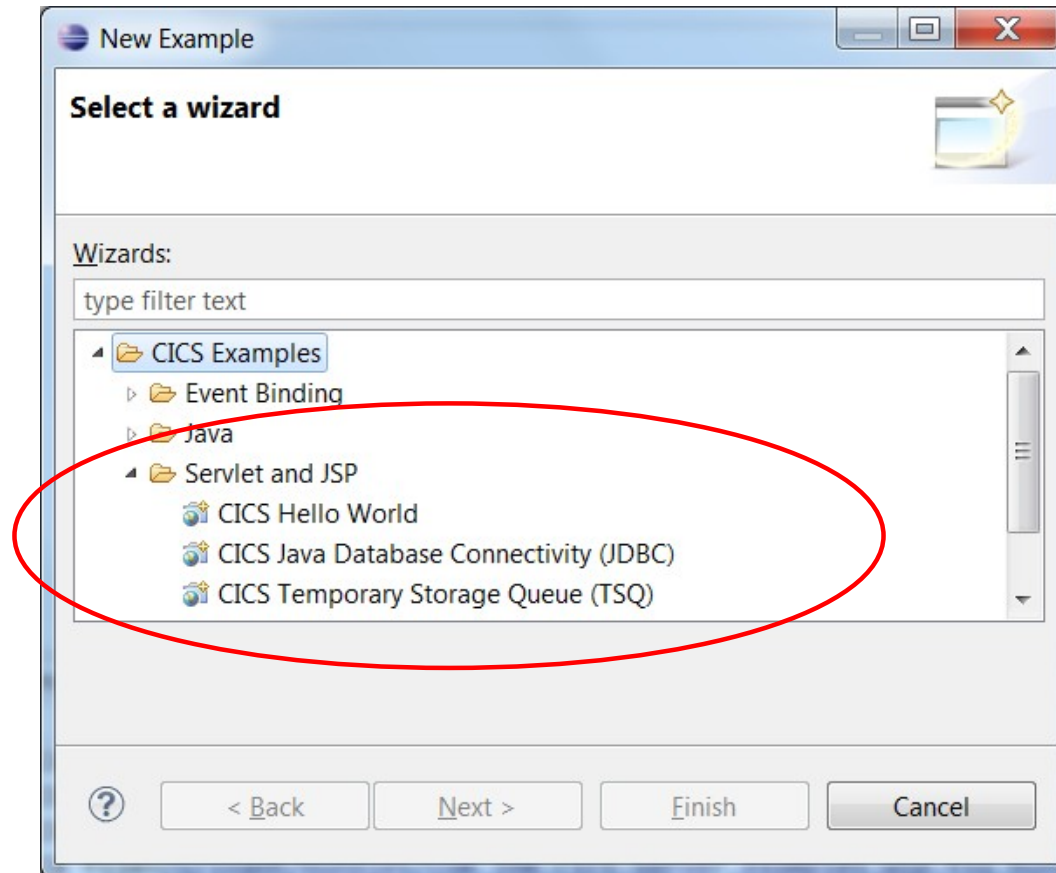 New Example
Select a wizard
Wizards:
type filter text
CICS Examples
Event Binding
Java
Servlet and JSP
CICS Hello World
CICS Java Database Connectivity (JDBC)
CICS Temporary Storage Queue (TSQ)
? < Back Next > Finish Cancel